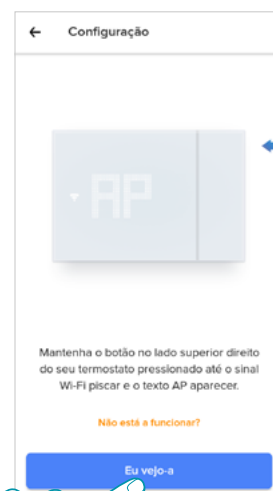 Configuração
AP
Mantenha o botão no lado superior direito
do seu termostato pressionado até o sinal
Wi-Fi piscar e o texto AP aparecer.
Não está a funcionar?
Eu vejo-a